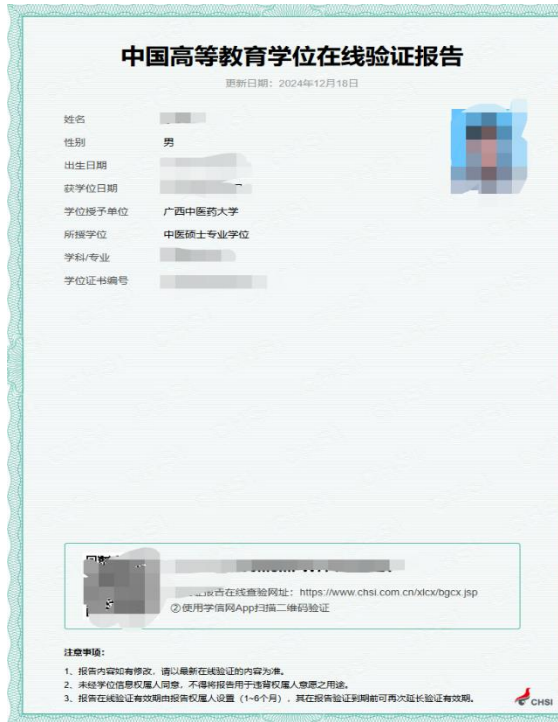 中国高等教育学位在线验证报告
更新日期：2024年12月18日
姓名
性别 男
出生日期
获学位日期
学位授予单位 广西中医药大学
所授学位 中医硕士专业学位
学科/专业
学位证书编号
报告在线查验网址：https://www.chsi.com.cn/xlcx/bgcx.jsp
②使用学信网App扫描二维码验证
注意事项：
1、报告内容如有修改，请以最新在线验证的内容为准。
2、未经学位信息权属人同意，不得将报告用于违背权属人意愿之用途。
3、报告在线验证有效期由报告权属人设置（1~6个月），其在报告验证到期前可再次延长验证有效期。
CHSI